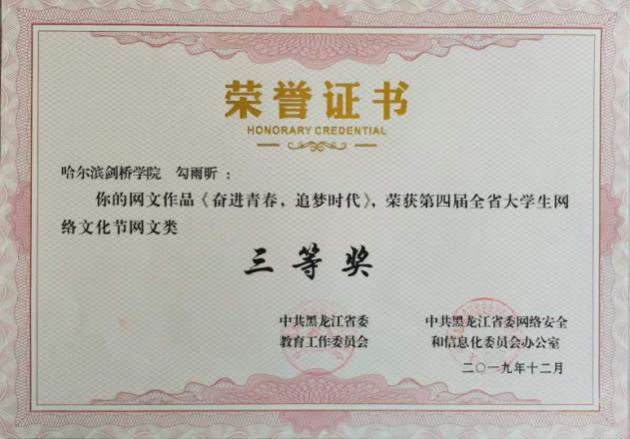 荣誉证书
HONORARY CREDENTIAL
哈尔滨剑桥学院 勾雨昕：
你的网文作品《奋进青春，追梦时代》，荣获第四届全省大学生网
络文化节网文类
三等奖
中共黑龙江省委 中共黑龙江省委网络安全
教育工作委员会 和信息化委员会办公室
二〇一九年十二月